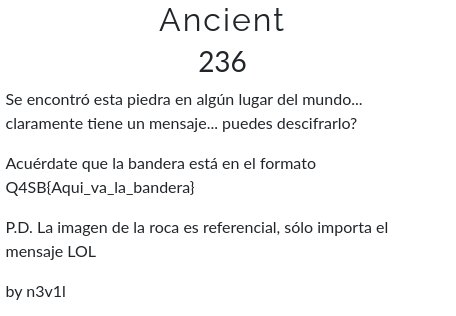 Ancient
236
Se encontró esta piedra en algún lugar del mundo...
claramente tiene un mensaje... puedes descifrarlo?
Acuérdate que la bandera está en el formato
Q4SB{Aqui_va_la_bandera}
P.D. La imagen de la roca es referencial, sólo importa el
mensaje LOL
by n3v1l